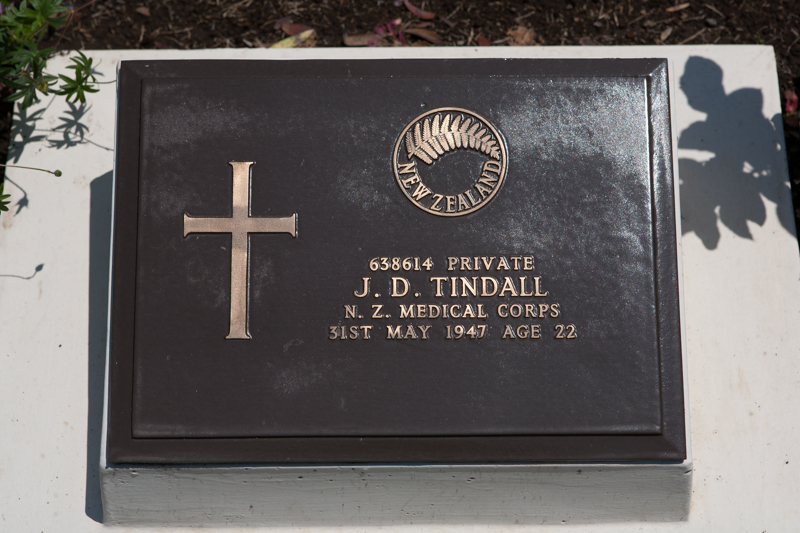 NEW ZEALAND
638614 PRIVATE
J. D. TINDALL
N. Z. MEDICAL CORPS
31ST MAY 1947 AGE 22